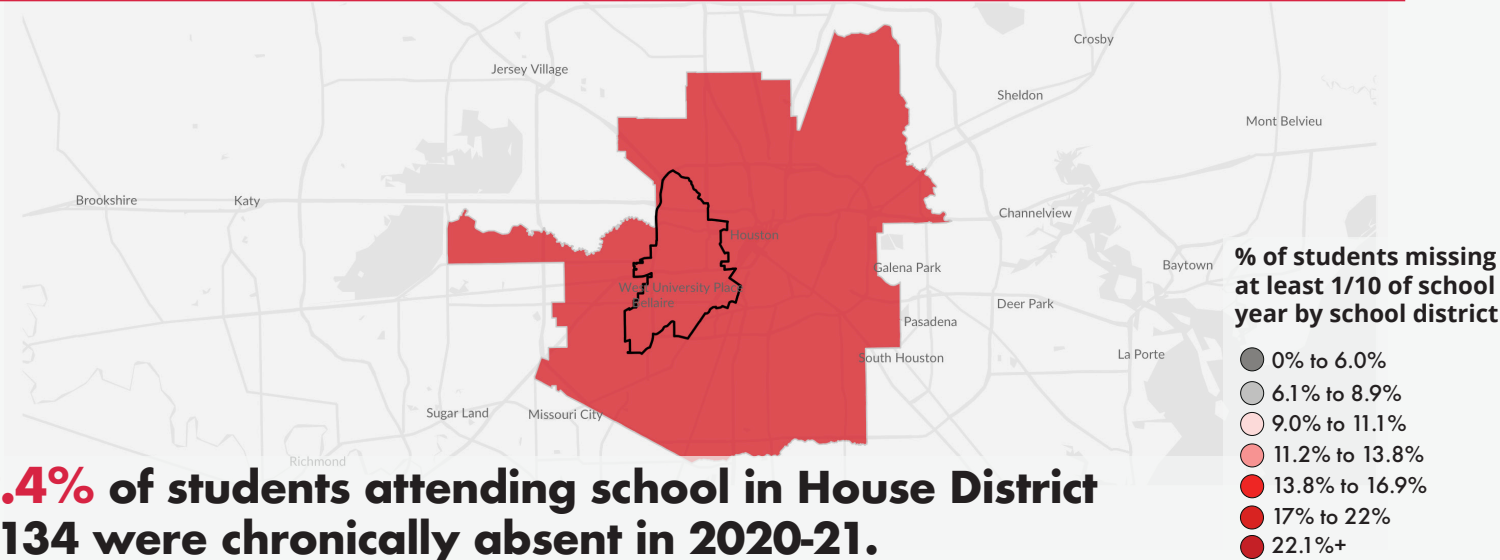 Crosby
Jersey Village
Sheldon
Mont Belvieu
Brookshire
Katy
Channelview
Houston
Galena Park
Baytown
West University Place
Bellaire
Deer Park
Pasadena
South Houston
La Porte
Sugar Land
Missouri City
Richmond
% of students missing
at least 1/10 of school
year by school district
0% to 6.0%
6.1% to 8.9%
9.0% to 11.1%
11.2% to 13.8%
13.8% to 16.9%
17% to 22%
22.1%+
.4% of students attending school in House District
134 were chronically absent in 2020-21.